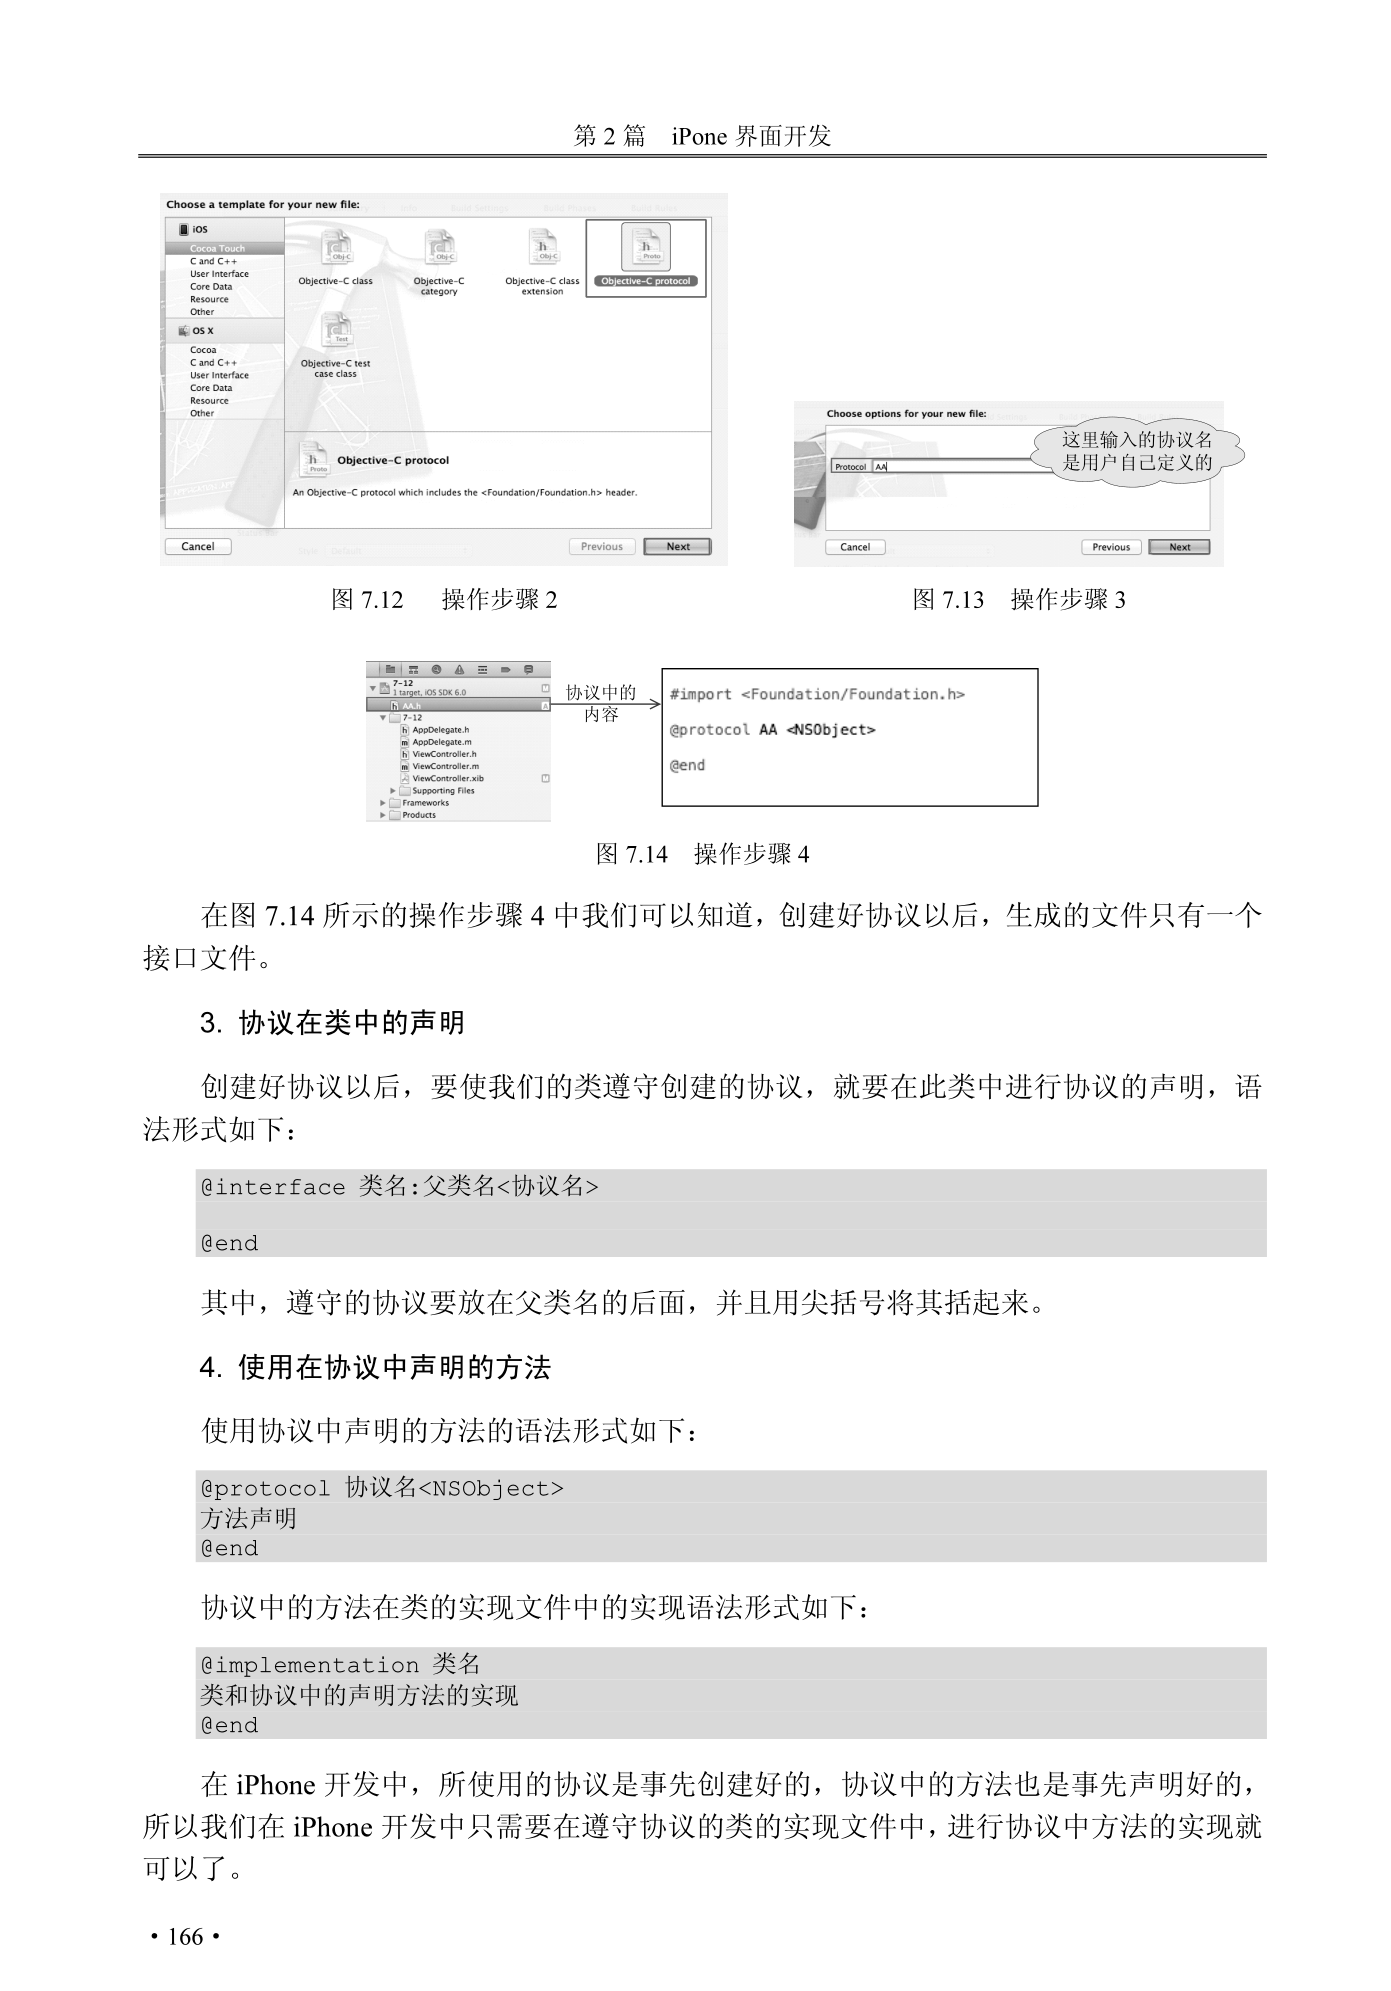 第 2 篇 iPone 界面开发
Choose a template for your new file:
iOS
Cocoa Touch
C and C++
User Interface
Core Data
Resource
Other
OS X
Cocoa
C and C++
User Interface
Core Data
Resource
Other
Objective-C class
Objective-C
category
Objective-C class
extension
Objective-C protocol
Objective-C test
case class
Objective-C protocol
An Objective-C protocol which includes the <Foundation/Foundation.h> header.
Cancel
Previous
Next
图 7.12 操作步骤 2
Choose options for your new file:
这里输入的协议名
是用户自己定义的
Protocol AA
Cancel
Previous
Next
图 7.13 操作步骤 3
7-12
1 target, iOS SDK 6.0
AA.h
A
7-12
AppDelegate.h
AppDelegate.m
ViewController.h
ViewController.m
ViewController.xib
Supporting Files
Frameworks
Products
协议中的
内容
#import <Foundation/Foundation.h>
@protocol AA <NSObject>
@end
图 7.14 操作步骤 4
在图 7.14 所示的操作步骤 4 中我们可以知道，创建好协议以后，生成的文件只有一个
接口文件。
3. 协议在类中的声明
创建好协议以后，要使我们的类遵守创建的协议，就要在此类中进行协议的声明，语
法形式如下：
@interface 类名:父类名<协议名>
@end
其中，遵守的协议要放在父类名的后面，并且用尖括号将其括起来。
4. 使用在协议中声明的方法
使用协议中声明的方法的语法形式如下：
@protocol 协议名<NSObject>
方法声明
@end
协议中的方法在类的实现文件中的实现语法形式如下：
@implementation 类名
类和协议中的声明方法的实现
@end
在 iPhone 开发中，所使用的协议是事先创建好的，协议中的方法也是事先声明好的，
所以我们在 iPhone 开发中只需要在遵守协议的类的实现文件中，进行协议中方法的实现就
可以了。
• 166 •